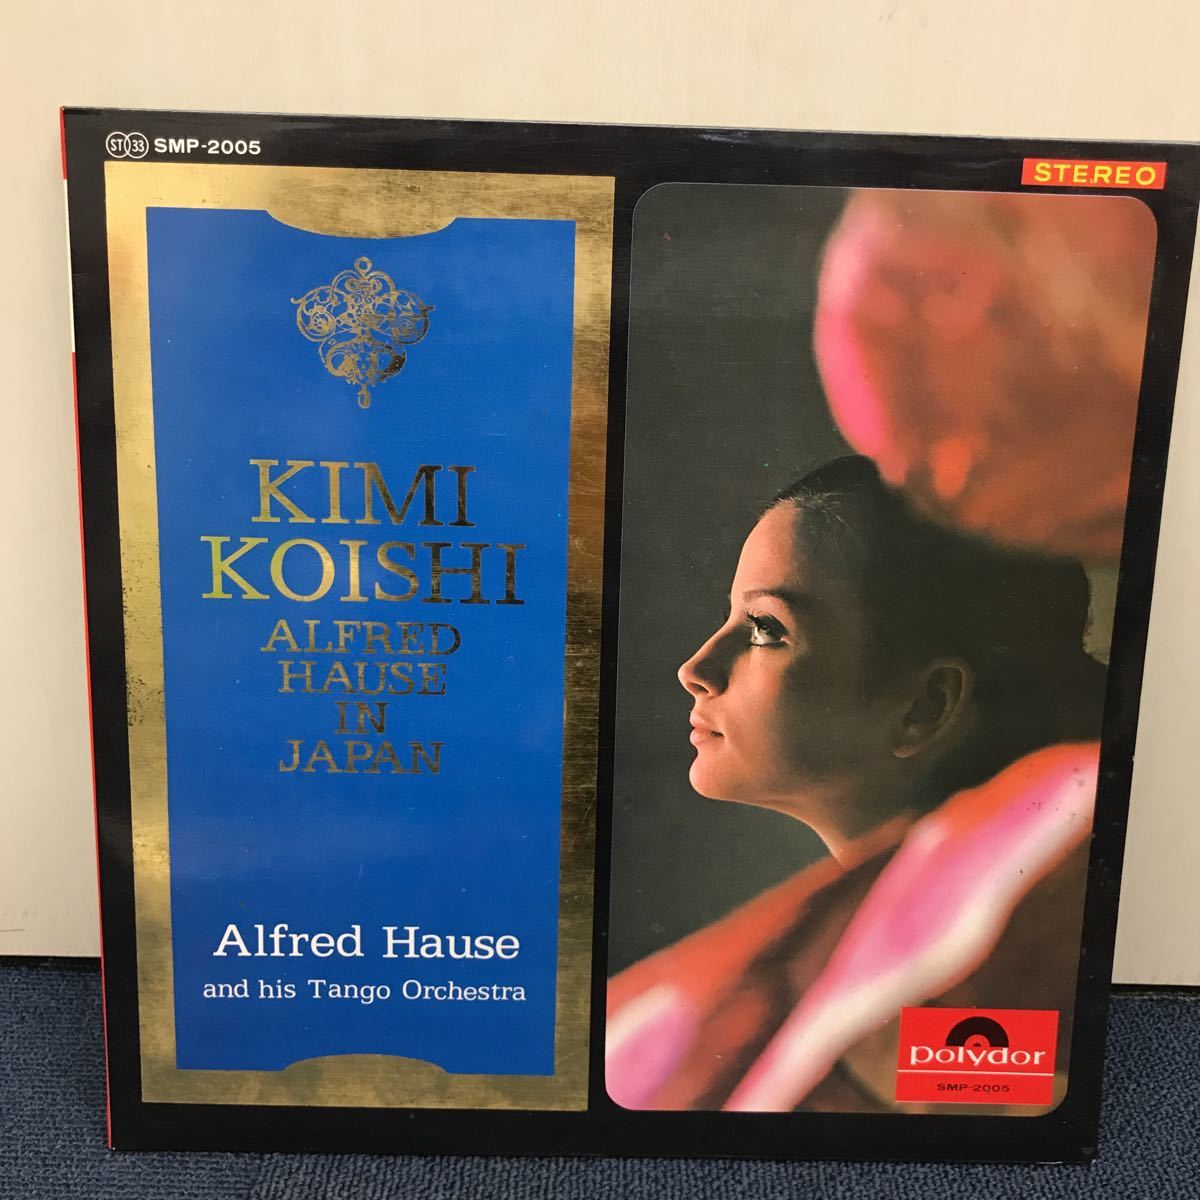 ST 33 SMP-2005
STEREO
KIMI
KOISHI
ALFRED
HAUSE
IN
JAPAN
Alfred Hause
and his Tango Orchestra
polydor
SMP-2005